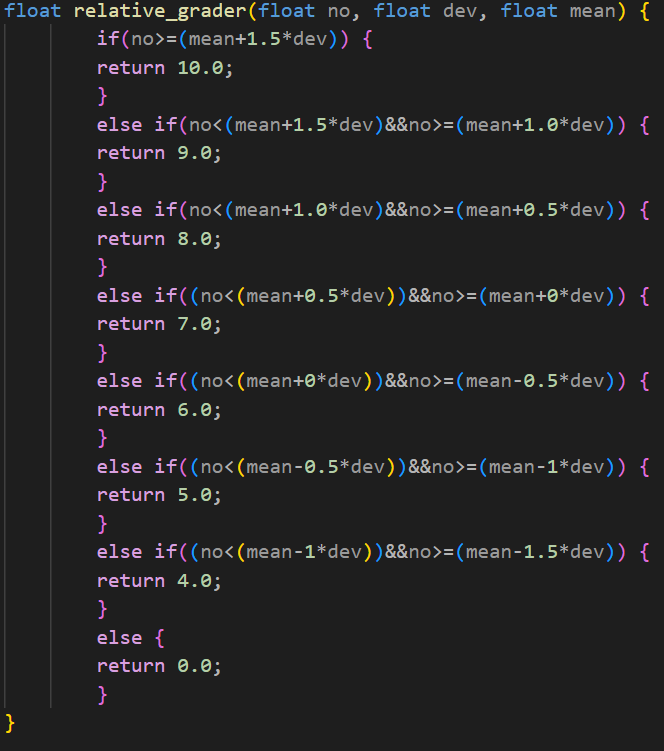 float relative_grader(float no, float dev, float mean) {
if(no>=(mean+1.5*dev)) {
return 10.0;
}
else if(no<(mean+1.5*dev)&&no>=(mean+1.0*dev)) {
return 9.0;
}
else if(no<(mean+1.0*dev)&&no>=(mean+0.5*dev)) {
return 8.0;
}
else if((no<(mean+0.5*dev))&&no>=(mean+0*dev)) {
return 7.0;
}
else if((no<(mean+0*dev))&&no>=(mean-0.5*dev)) {
return 6.0;
}
else if((no<(mean-0.5*dev))&&no>=(mean-1*dev)) {
return 5.0;
}
else if((no<(mean-1*dev))&&no>=(mean-1.5*dev)) {
return 4.0;
}
else {
return 0.0;
}
}